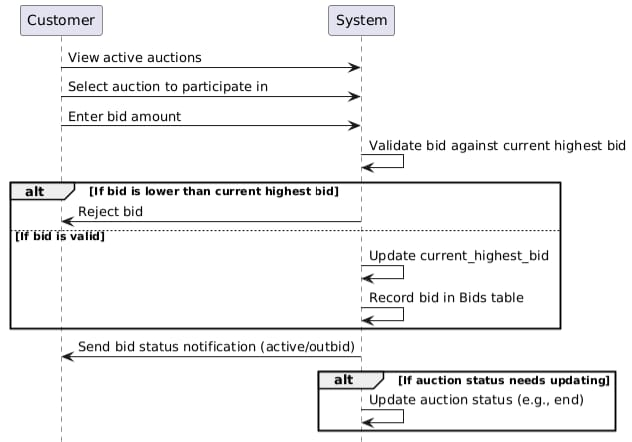 Customer
System
View active auctions
Select auction to participate in
Enter bid amount
Validate bid against current highest bid
alt
[If bid is lower than current highest bid]
Reject bid
[If bid is valid]
Update current_highest_bid
Record bid in Bids table
Send bid status notification (active/outbid)
alt
[If auction status needs updating]
Update auction status (e.g., end)